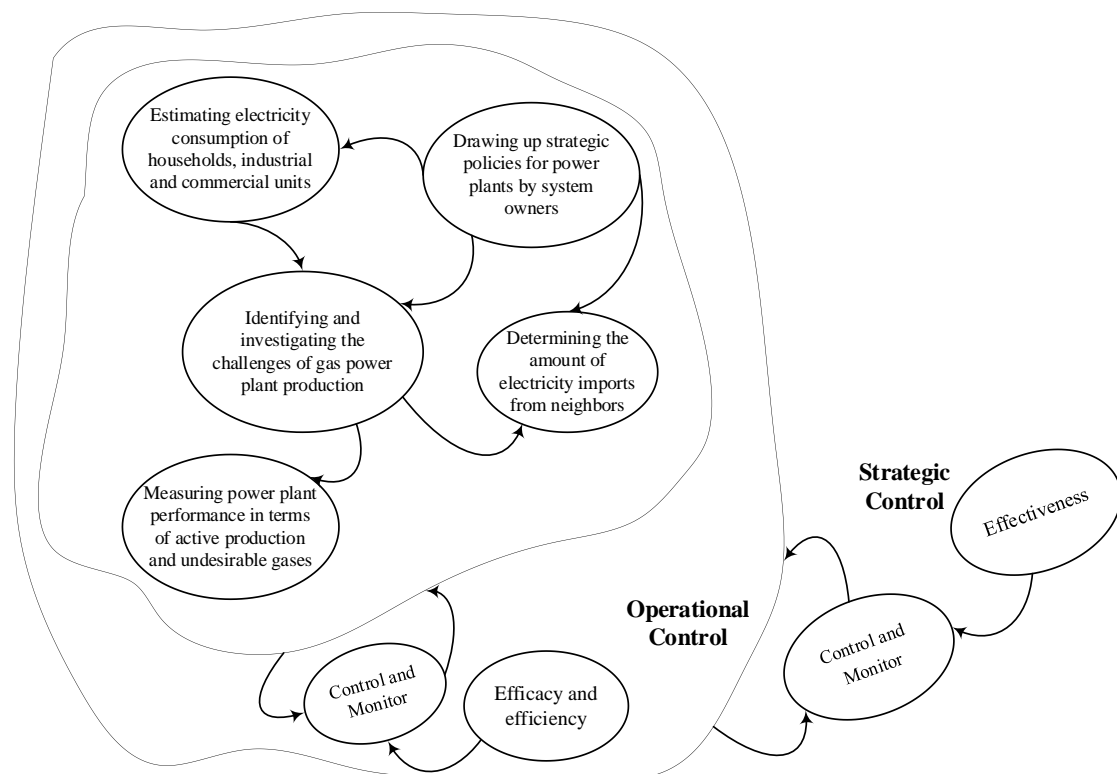 Estimating electricity
consumption of
households, industrial
and commercial units
Drawing up strategic
policies for power
plants by system
owners
Identifying and
investigating the
challenges of gas power
plant production
Determining the
amount of
electricity imports
from neighbors
Measuring power plant
performance in terms
of active production
and undesirable gases
Strategic
Control
Effectiveness
Operational
Control
Control and
Monitor
Control and
Monitor
Efficacy and
efficiency